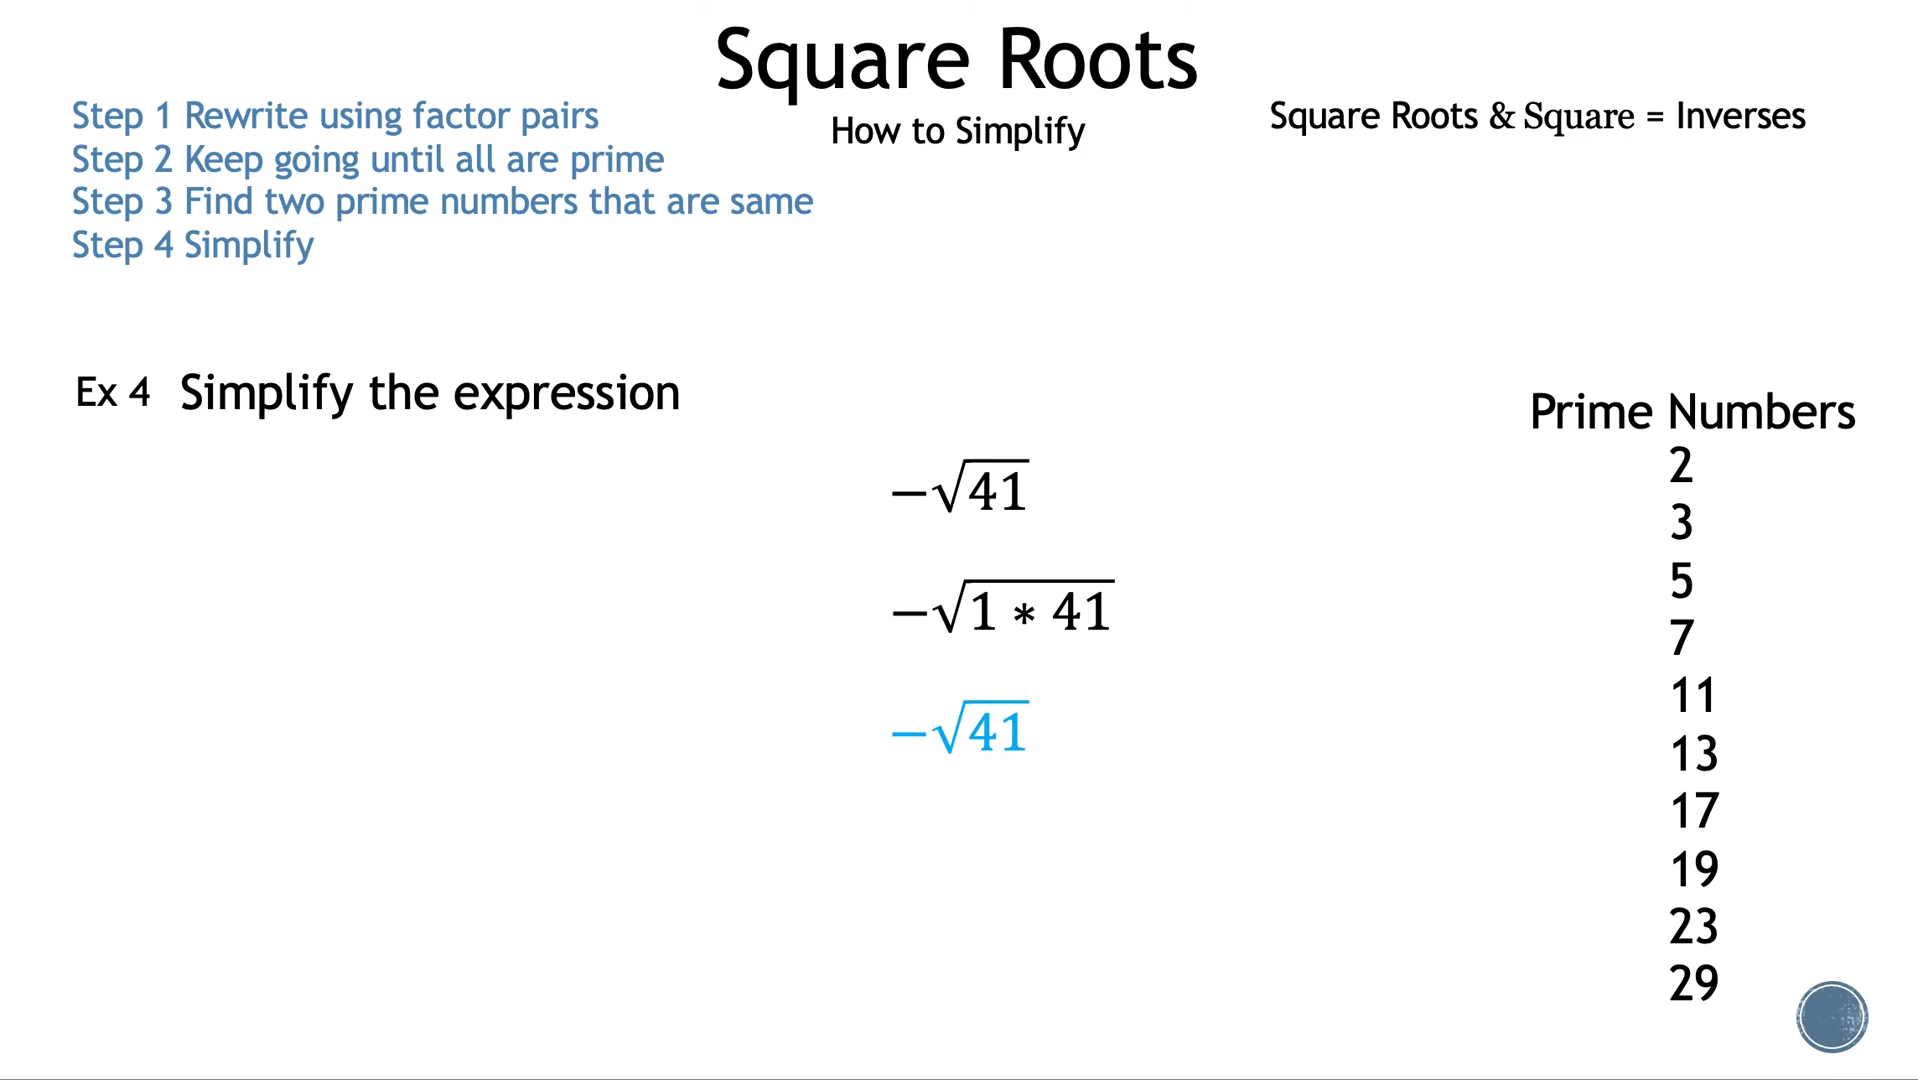 Square Roots
How to Simplify
Step 1 Rewrite using factor pairs
Step 2 Keep going until all are prime
Step 3 Find two prime numbers that are same
Step 4 Simplify
Square Roots & Square = Inverses
Ex 4 Simplify the expression
−√41
−√1 ∗ 41
−√41
Prime Numbers
2
3
5
7
11
13
17
19
23
29